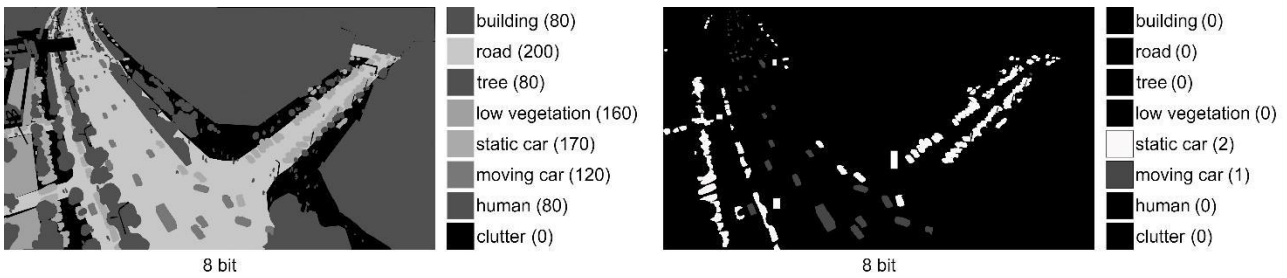 building (80)
road (200)
tree (80)
low vegetation (160)
static car (170)
moving car (120)
human (80)
clutter (0)
8 bit
building (0)
road (0)
tree (0)
low vegetation (0)
static car (2)
moving car (1)
human (0)
clutter (0)
8 bit